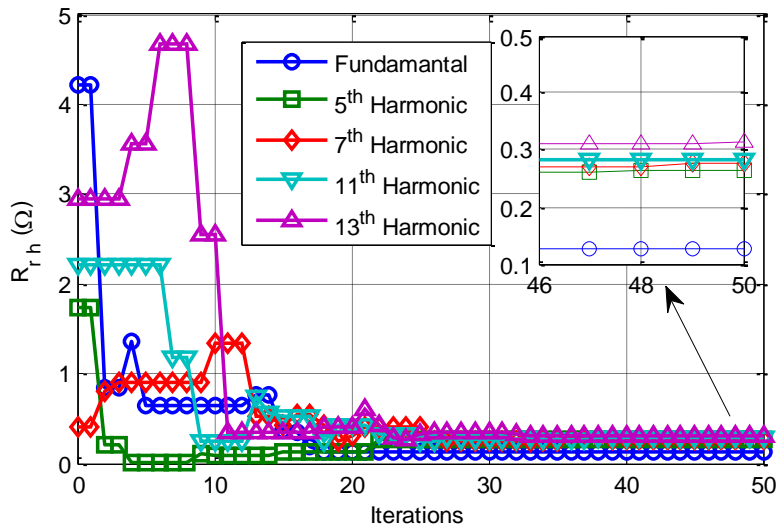 R r h (Ω)
5
4
3
2
1
0
0
10
20
30
40
50
Iterations
Fundamantal
5th Harmonic
7th Harmonic
11th Harmonic
13th Harmonic
0.5
0.4
0.3
0.2
0.1
46
48
50